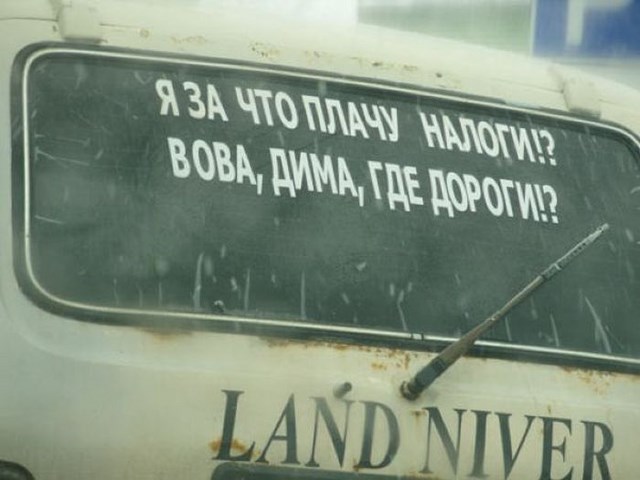 Я ЗА ЧТО ПЛАЧУ НАЛОГИ!?
ВОВА, ДИМА, ГДЕ ДОРОГИ!?
LAND NIVER